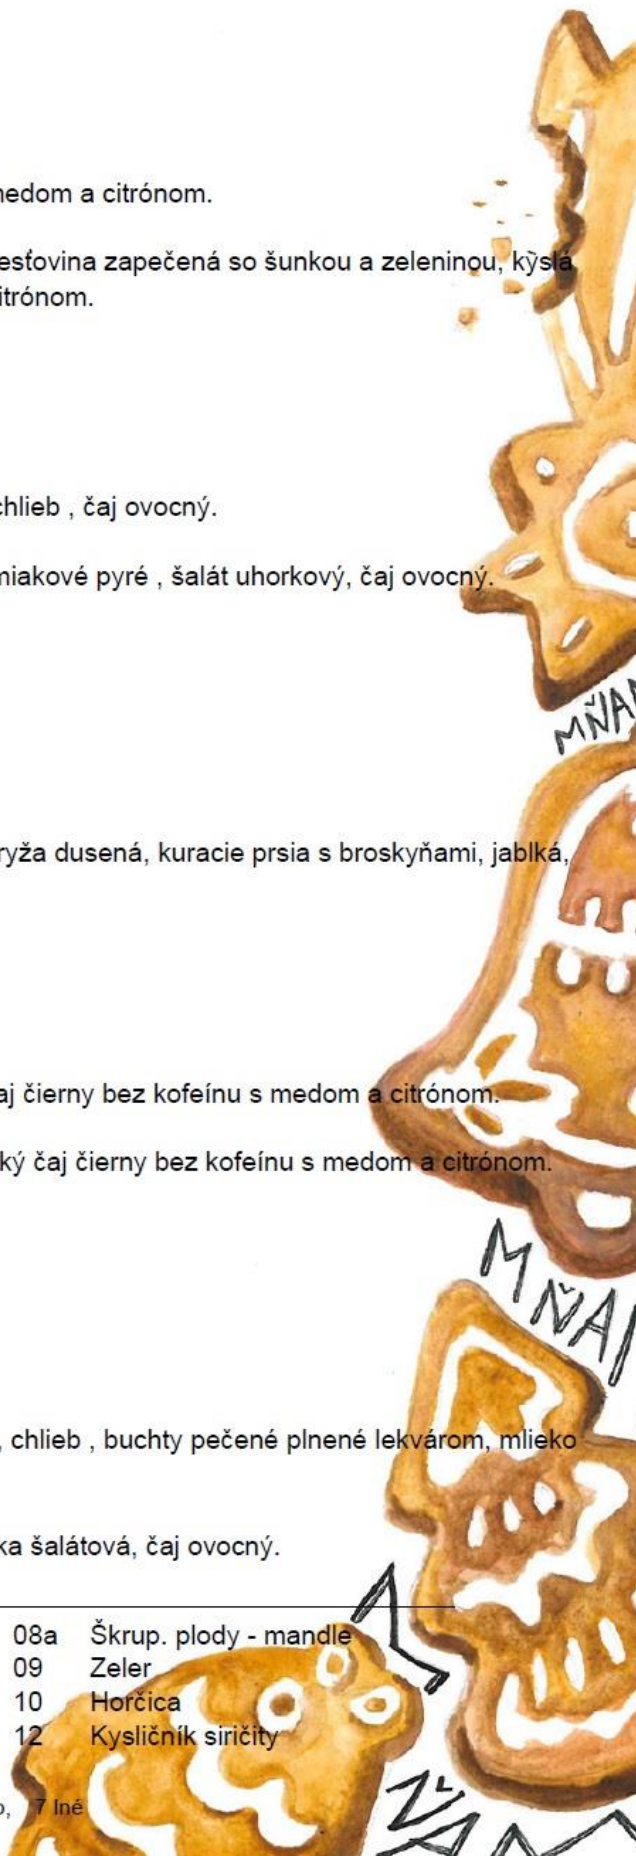 nedom a citrónom.
esťovina zapečená so šunkou a zeleninou, kyslá
itrónom.
chlieb , čaj ovocný.
niakové pyré , šalát uhorkový, čaj ovocný.
MŇA
ryža dusená, kuracie prsia s broskyňami, jablká,
aj čierny bez kofeínu s medom a citrónom.
ký čaj čierny bez kofeínu s medom a citrónom.
MŇA
, chlieb , buchty pečené plnené lekvárom, mlieko
ka šalátová, čaj ovocný.
08a Škrup. plody - mandle
09 Zeler
10 Horčica
12 Kysličník siričitý
o, 7 Iné
M
ŇAM